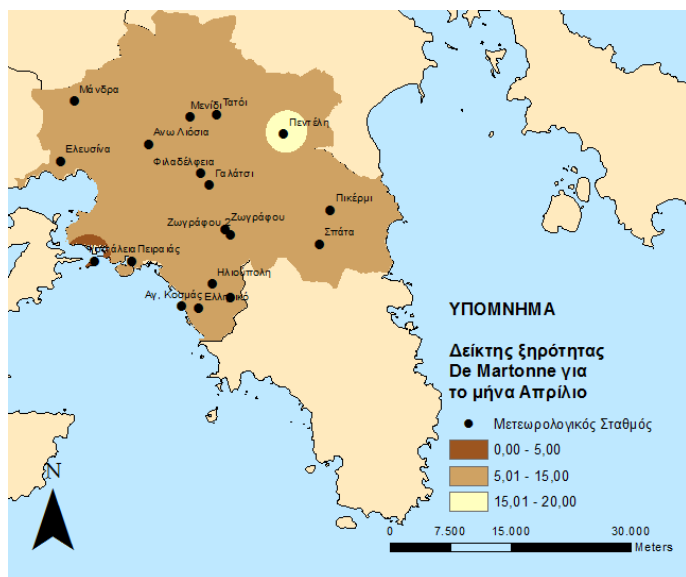 Μάνδρα
Μενίδι Τατόι
Πεντέλη
Ανω Λιόσια
Ελευσίνα
Φιλαδέλφεια
Γαλάτσι
Πικέρμι
Ζωγράφου 2 Ζωγράφου
Σπάτα
Πειραιάς
Ηλιούπολη
Αγ. Κοσμάς Ελληνικό
ΥΠΟΜΝΗΜΑ
Δείκτης ξηρότητας
De Martonne για
το μήνα Απρίλιο
Μετεωρολογικός Σταθμός
0,00 - 5,00
5,01 - 15,00
15,01 - 20,00
N
0 7.500 15.000 30.000
Meters